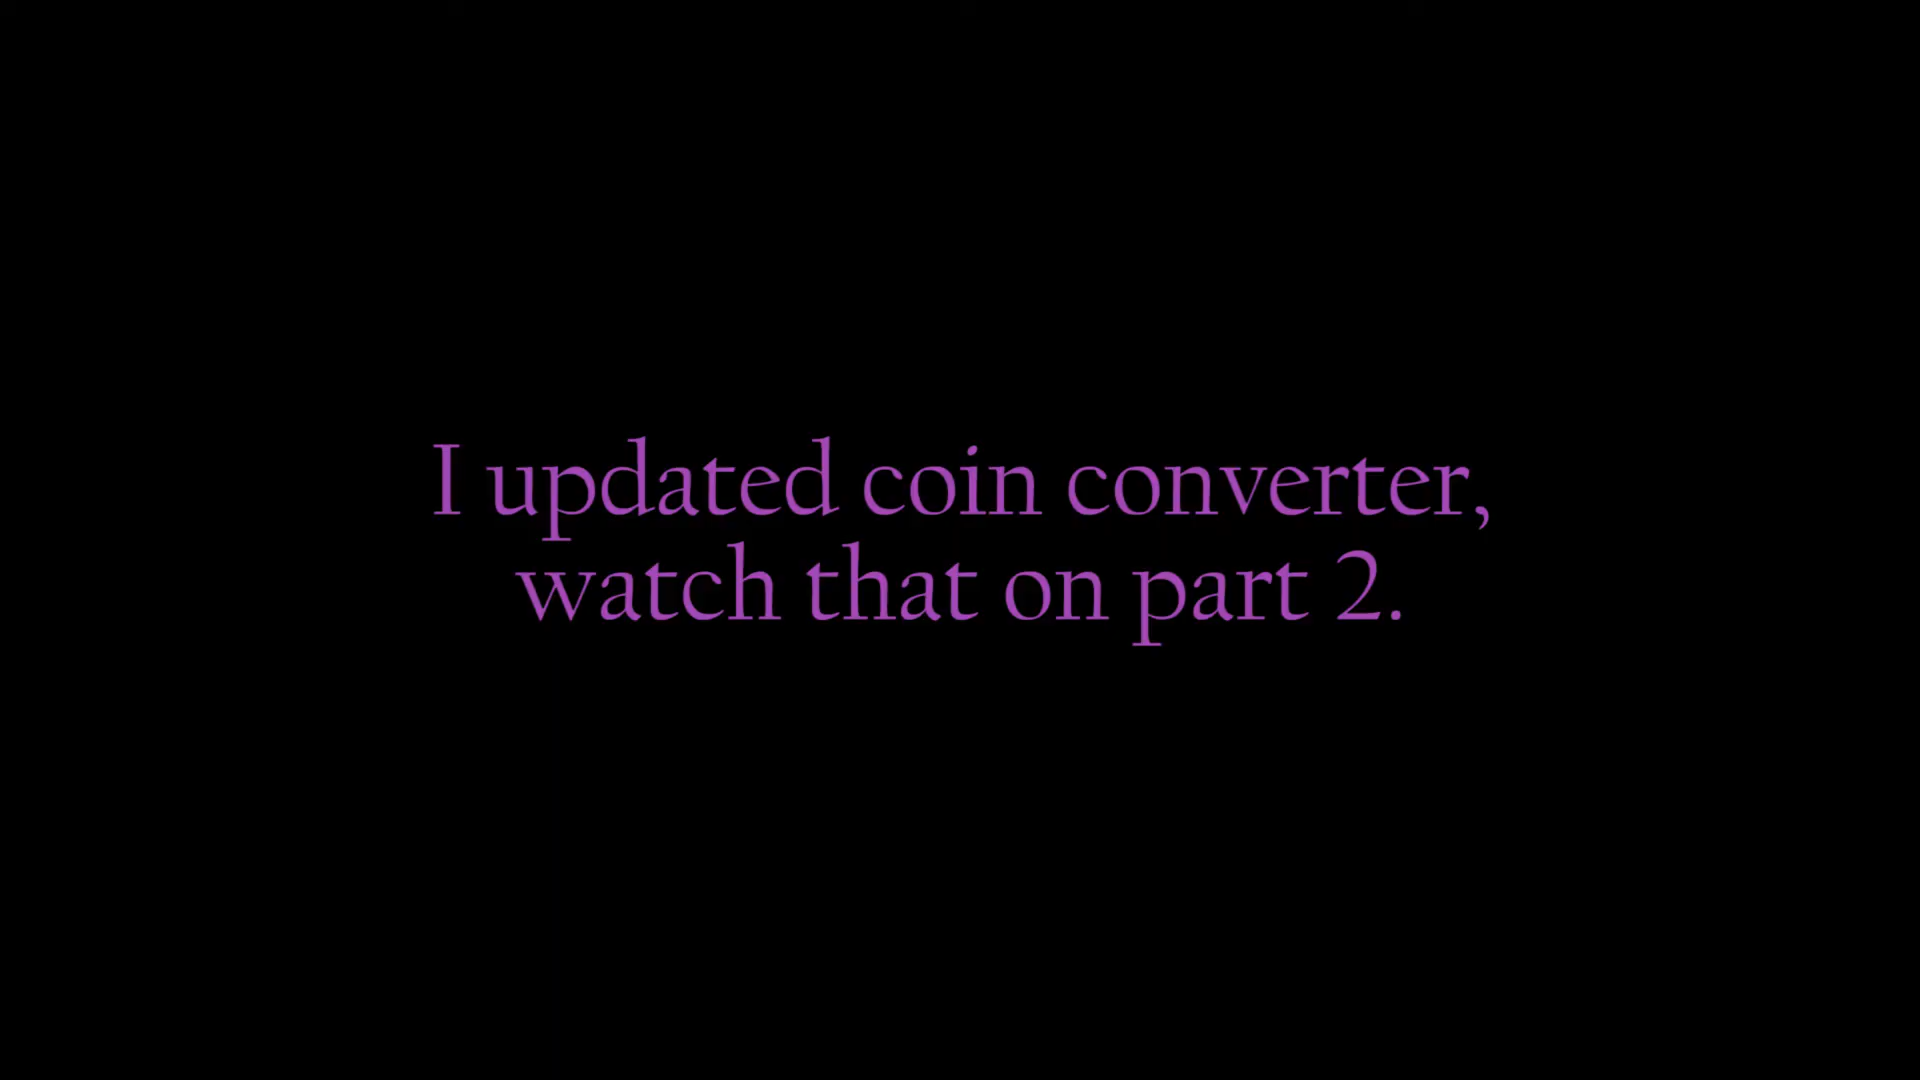 I updated coin converter,
watch that on part 2.